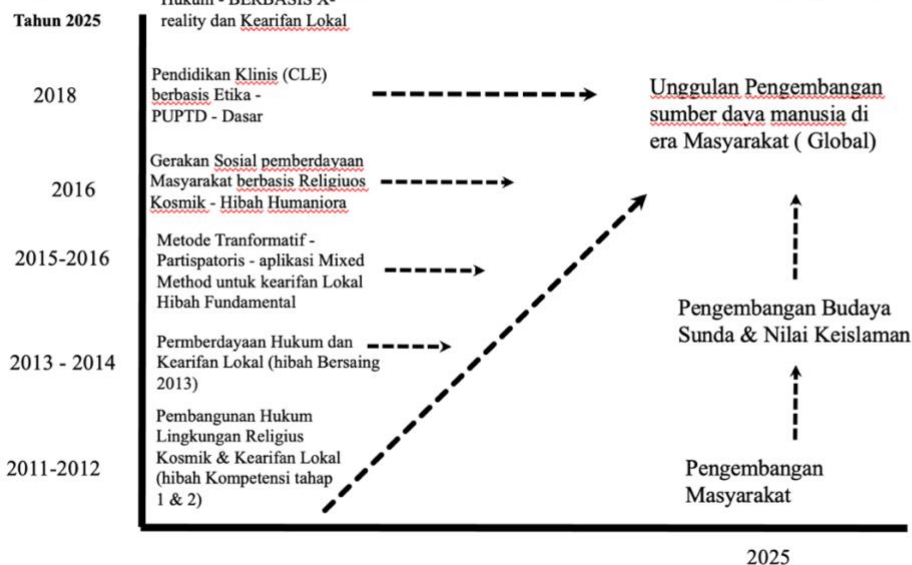 Hukum - BERBASIS X-
Tahun 2025
reality dan Kearifan Lokal
2018
Pendidikan Klinis (CLE)
berbasis Etika -
PUPTD - Dasar
Unggulan Pengembangan
sumber daya manusia di
era Masyarakat ( Global)
2016
Gerakan Sosial pemberdayaan
Masyarakat berbasis Religiuos
Kosmik - Hibah Humaniora
2015-2016
Metode Tranformatif -
Partispatoris - aplikasi Mixed
Method untuk kearifan Lokal
Hibah Fundamental
Pengembangan Budaya
Sunda & Nilai Keislaman
2013 - 2014
Permberdayaan Hukum dan
Kearifan Lokal (hibah Bersaing
2013)
2011-2012
Pembangunan Hukum
Lingkungan Religius
Kosmik & Kearifan Lokal
(hibah Kompetensi tahap
1 & 2)
Pengembangan
Masyarakat
2025